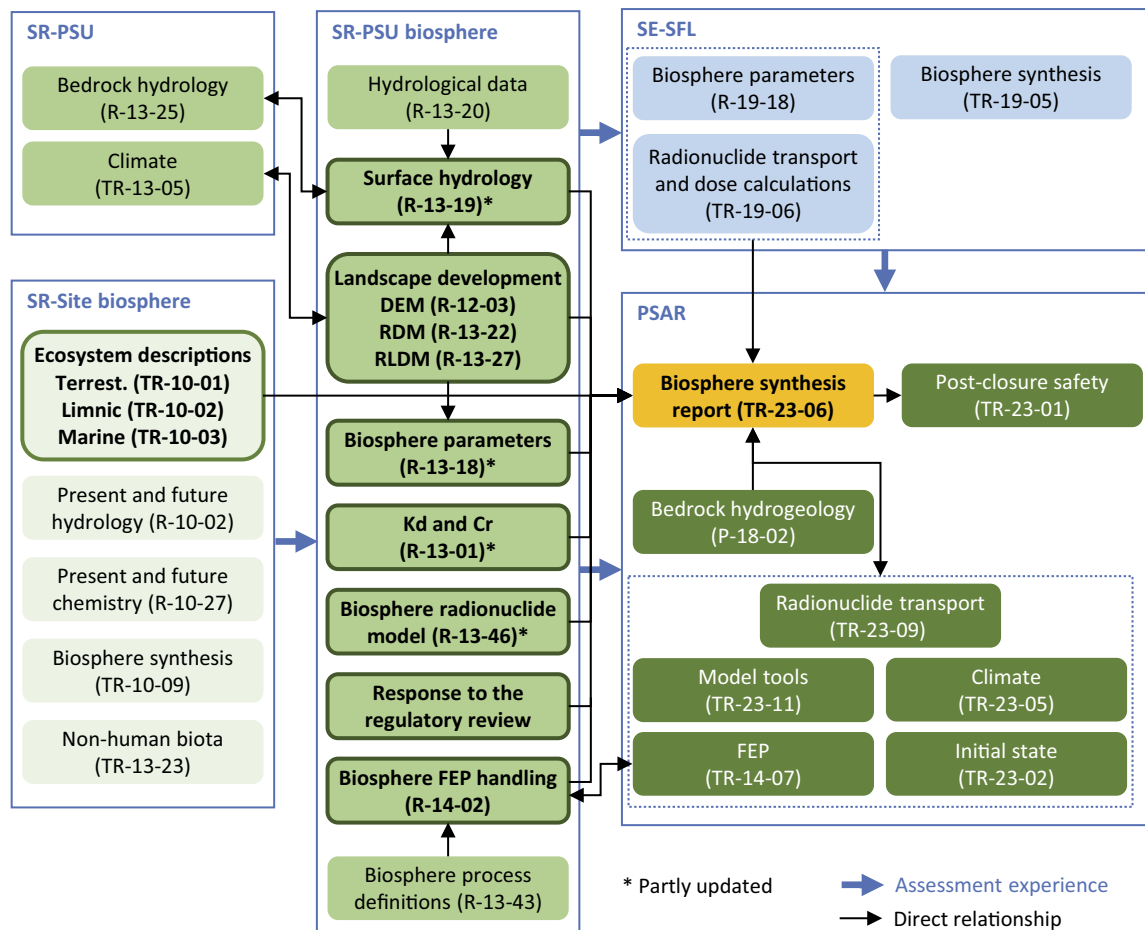 SR-PSU
Bedrock hydrology
(R-13-25)
Climate
(TR-13-05)
SR-Site biosphere
Ecosystem descriptions
Terrest. (TR-10-01)
Limnic (TR-10-02)
Marine (TR-10-03)
Present and future
hydrology (R-10-02)
Present and future
chemistry (R-10-27)
Biosphere synthesis
(TR-10-09)
Non-human biota
(TR-13-23)
SR-PSU biosphere
Hydrological data
(R-13-20)
Surface hydrology
(R-13-19)*
Landscape development
DEM (R-12-03)
RDM (R-13-22)
RLDM (R-13-27)
Biosphere parameters
(R-13-18)*
Kd and Cr
(R-13-01)*
Biosphere radionuclide
model (R-13-46)*
Response to the
regulatory review
Biosphere FEP handling
(R-14-02)
Biosphere process
definitions (R-13-43)
SE-SFL
Biosphere parameters
(R-19-18)
Biosphere synthesis
(TR-19-05)
Radionuclide transport
and dose calculations
(TR-19-06)
PSAR
Biosphere synthesis
report (TR-23-06)
Post-closure safety
(TR-23-01)
Bedrock hydrogeology
(P-18-02)
Radionuclide transport
(TR-23-09)
Model tools
(TR-23-11)
Climate
(TR-23-05)
FEP
(TR-14-07)
Initial state
(TR-23-02)
* Partly updated
Assessment experience
Direct relationship